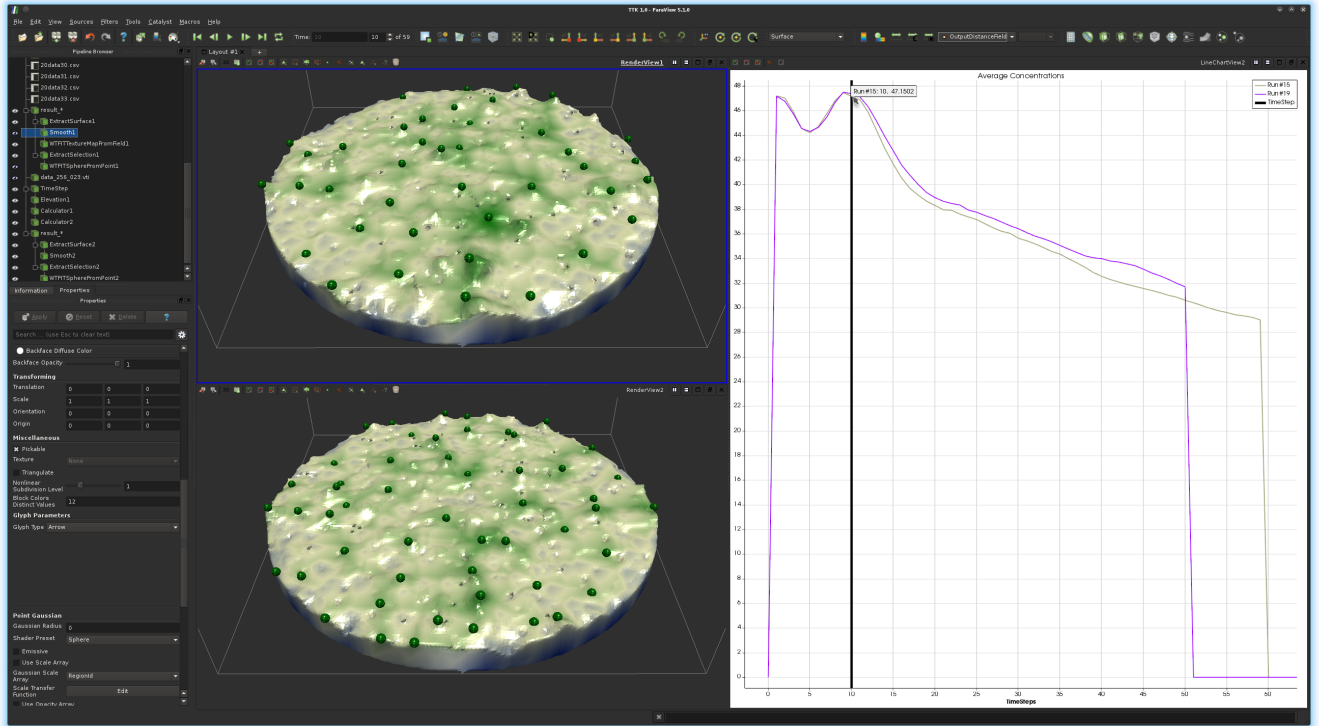 TTK 1.0 - ParaView 5.1.0
File Edit View Sources Filters Tools Catalyst Macros Help
Time: 10 10 of 59
Surface
OutputDistanceField
Pipeline Browser
20data30.csv
20data31.csv
20data32.csv
20data33.csv
result_*
ExtractSurface1
Smooth1
WTFITTextureMapFromField1
ExtractSelection1
WTFITSphereFromPoint1
data_256_023.vti
TimeStep
Elevation1
Calculator1
Calculator2
result_*
ExtractSurface2
Smooth2
ExtractSelection2
WTFITSphereFromPoint2
Information Properties
Properties
Apply Reset Delete ?
Search ... (use Esc to clear text)
Backface Diffuse Color
Backface Opacity 1
Transforming
Translation 0 0 0
Scale 1 1 1
Orientation 0 0 0
Origin 0 0 0
Miscellaneous
Pickable
Texture None
Triangulate
Nonlinear
Subdivision Level 1
Block Colors
Distinct Values 12
Glyph Parameters
Glyph Type Arrow
Point Gaussian
Gaussian Radius 0
Shader Preset Sphere
Emissive
Use Scale Array
Gaussian Scale
Array RegionId
Scale Transfer
Function Edit
Use Opacity Array
Layout #1 +
RenderView1
RenderView2
LineChartView2
Average Concentrations
Run #15
Run #19
TimeStep
Run #15: 10, 47.1502
48
46
44
42
40
38
36
34
32
30
28
26
24
22
20
18
16
14
12
10
8
6
4
2
0
0 5 10 15 20 25 30 35 40 45 50 55 60
TimeSteps